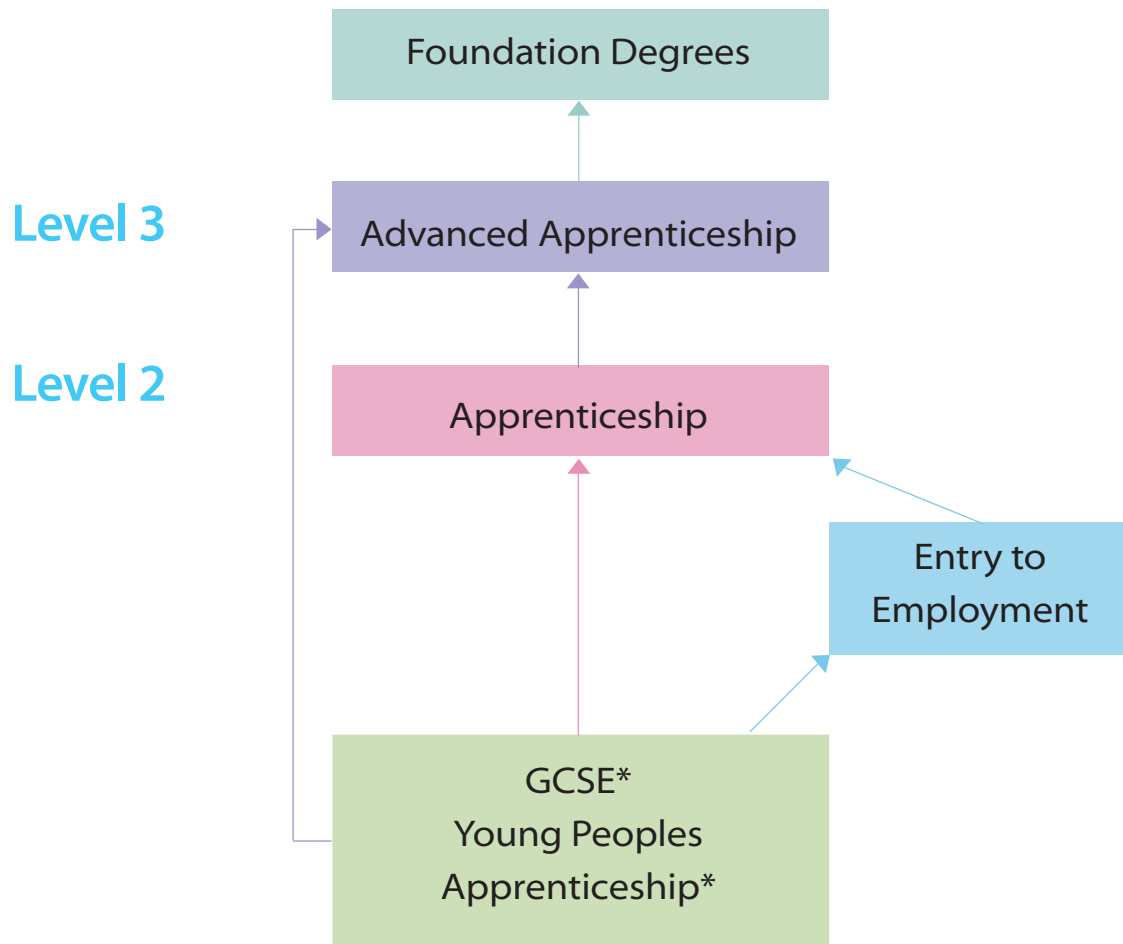 Foundation Degrees
Level 3
Advanced Apprenticeship
Level 2
Apprenticeship
Entry to
Employment
GCSE*
Young Peoples
Apprenticeship*